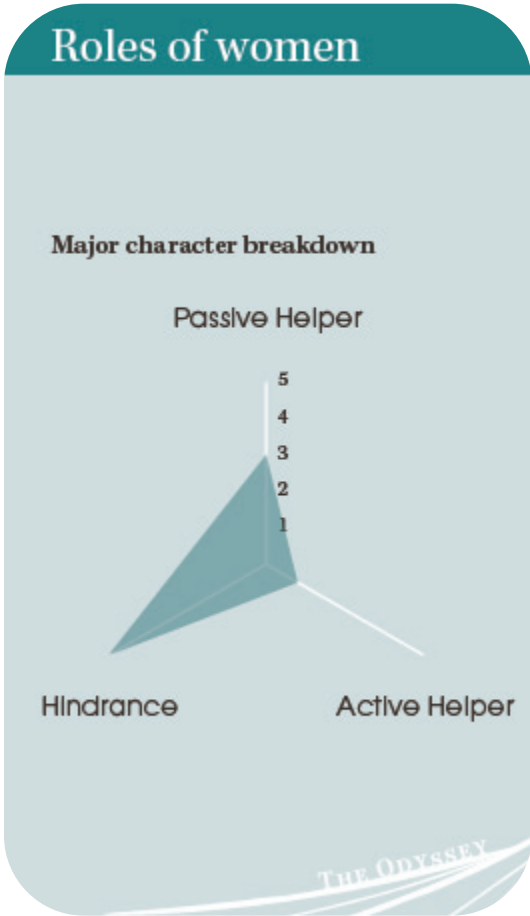 Roles of women
Major character breakdown
Passive Helper
5
4
3
2
1
Hindrance
Active Helper
THE ODYSSEY